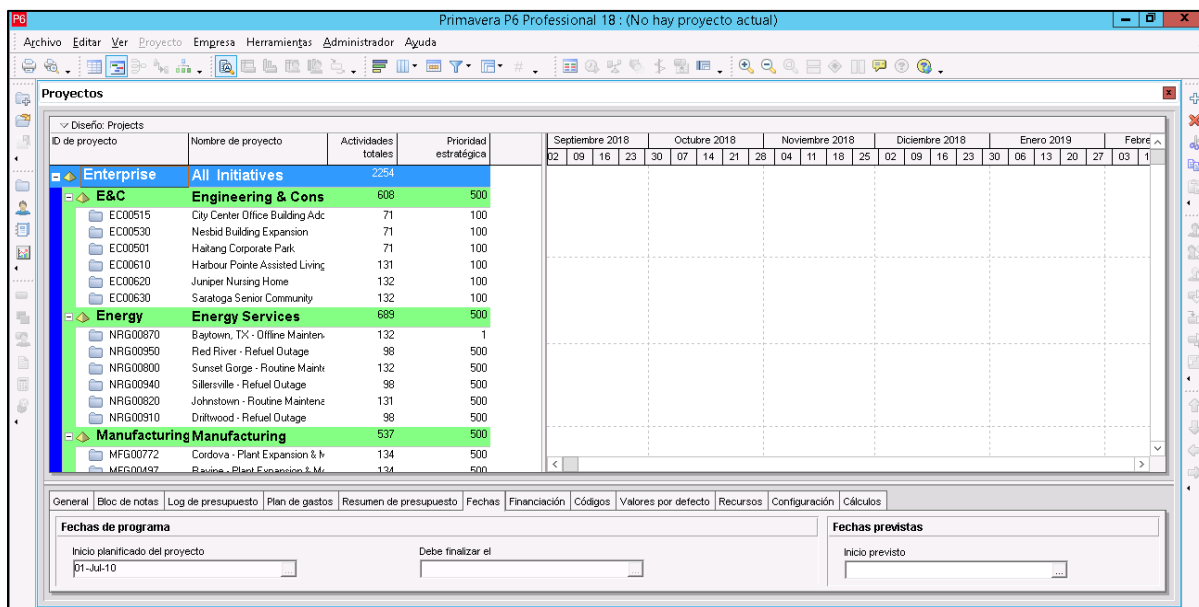 P6 Primavera P6 Professional 18 : (No hay proyecto actual)
Archivo Editar Ver Proyecto Empresa Herramientas Administrador Ayuda
Proyectos
Diseño: Projects
ID de proyecto Nombre de proyecto Actividades totales Prioridad estratégica
Septiembre 2018 Octubre 2018 Noviembre 2018 Diciembre 2018 Enero 2019 Febre
02 09 16 23 30 07 14 21 28 04 11 18 25 02 09 16 23 30 06 13 20 27 03 1
Enterprise All Initiatives 2254
E&C Engineering & Cons 608 500
EC00515 City Center Office Building Adc 71 100
EC00530 Nesbid Building Expansion 71 100
EC00501 Haitang Corporate Park 71 100
EC00610 Harbour Pointe Assisted Living 131 100
EC00620 Juniper Nursing Home 132 100
EC00630 Saratoga Senior Community 132 100
Energy Energy Services 689 500
NRG00870 Baytown, TX - Offline Mainten 132 1
NRG00950 Red River - Refuel Outage 98 500
NRG00800 Sunset Gorge - Routine Mainte 132 500
NRG00940 Sillersville - Refuel Outage 98 500
NRG00820 Johnstown - Routine Maintena 131 500
NRG00910 Driftwood - Refuel Outage 98 500
Manufacturing Manufacturing 537 500
MFG00772 Cordova - Plant Expansion & M 134 500
MFG00497 Ravine - Plant Expansion & Mo 134 500
General Bloc de notas Log de presupuesto Plan de gastos Resumen de presupuesto Fechas Financiación Códigos Valores por defecto Recursos Configuración Cálculos
Fechas de programa Fechas previstas
Inicio planificado del proyecto Debe finalizar el Inicio previsto
01-Jul-10